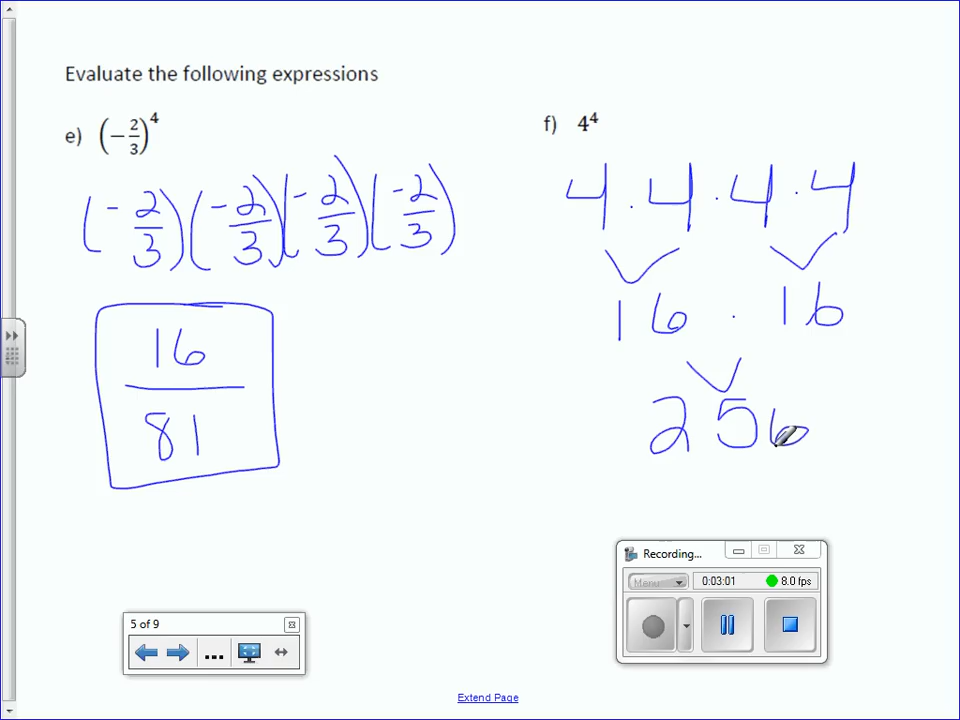 Evaluate the following expressions
e) (-2/3)^4
f) 4^4
(-2/3)(-2/3)(-2/3)(-2/3)
4 · 4 · 4 · 4
16 · 16
16/81
256
Recording...
Menu
0:03:01
8.0 fps
5 of 9
...
Extend Page